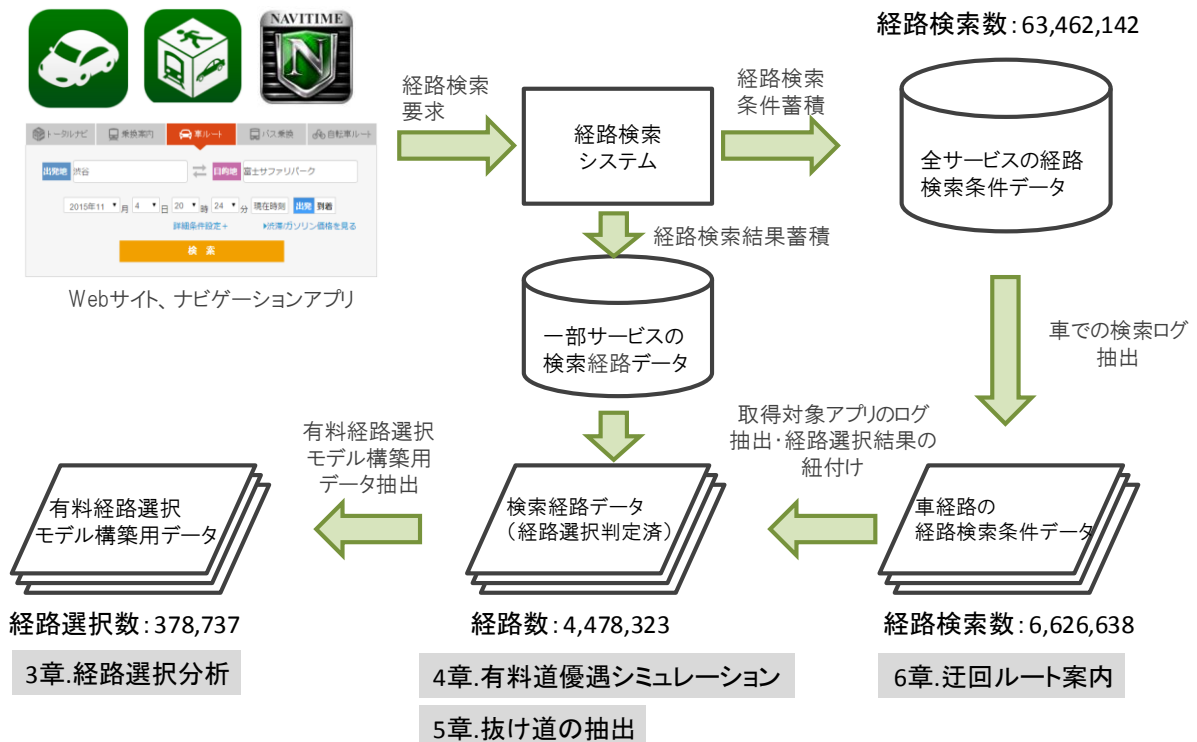 NAVITIME
N
経路検索数：63,462,142
経路検索
要求
経路検索
条件蓄積
トータルナビ
乗換案内
車ルート
バス乗換
自転車ルート
経路検索
システム
全サービスの経路
検索条件データ
出発地 渋谷
目的地 富士サファリパーク
2015年11 月 4 日 20 時 24 分 現在時刻 出発 到着
詳細条件設定+
渋滞/ガソリン価格を見る
検 索
経路検索結果蓄積
Webサイト、ナビゲーションアプリ
一部サービスの
検索経路データ
車での検索ログ
抽出
取得対象アプリのログ
抽出・経路選択結果の
紐付け
有料経路選択
モデル構築用
データ抽出
有料経路選択
モデル構築用データ
検索経路データ
（経路選択判定済）
車経路の
経路検索条件データ
経路選択数：378,737
経路数：4,478,323
経路検索数：6,626,638
3章.経路選択分析
4章.有料道優遇シミュレーション
6章.迂回ルート案内
5章.抜け道の抽出